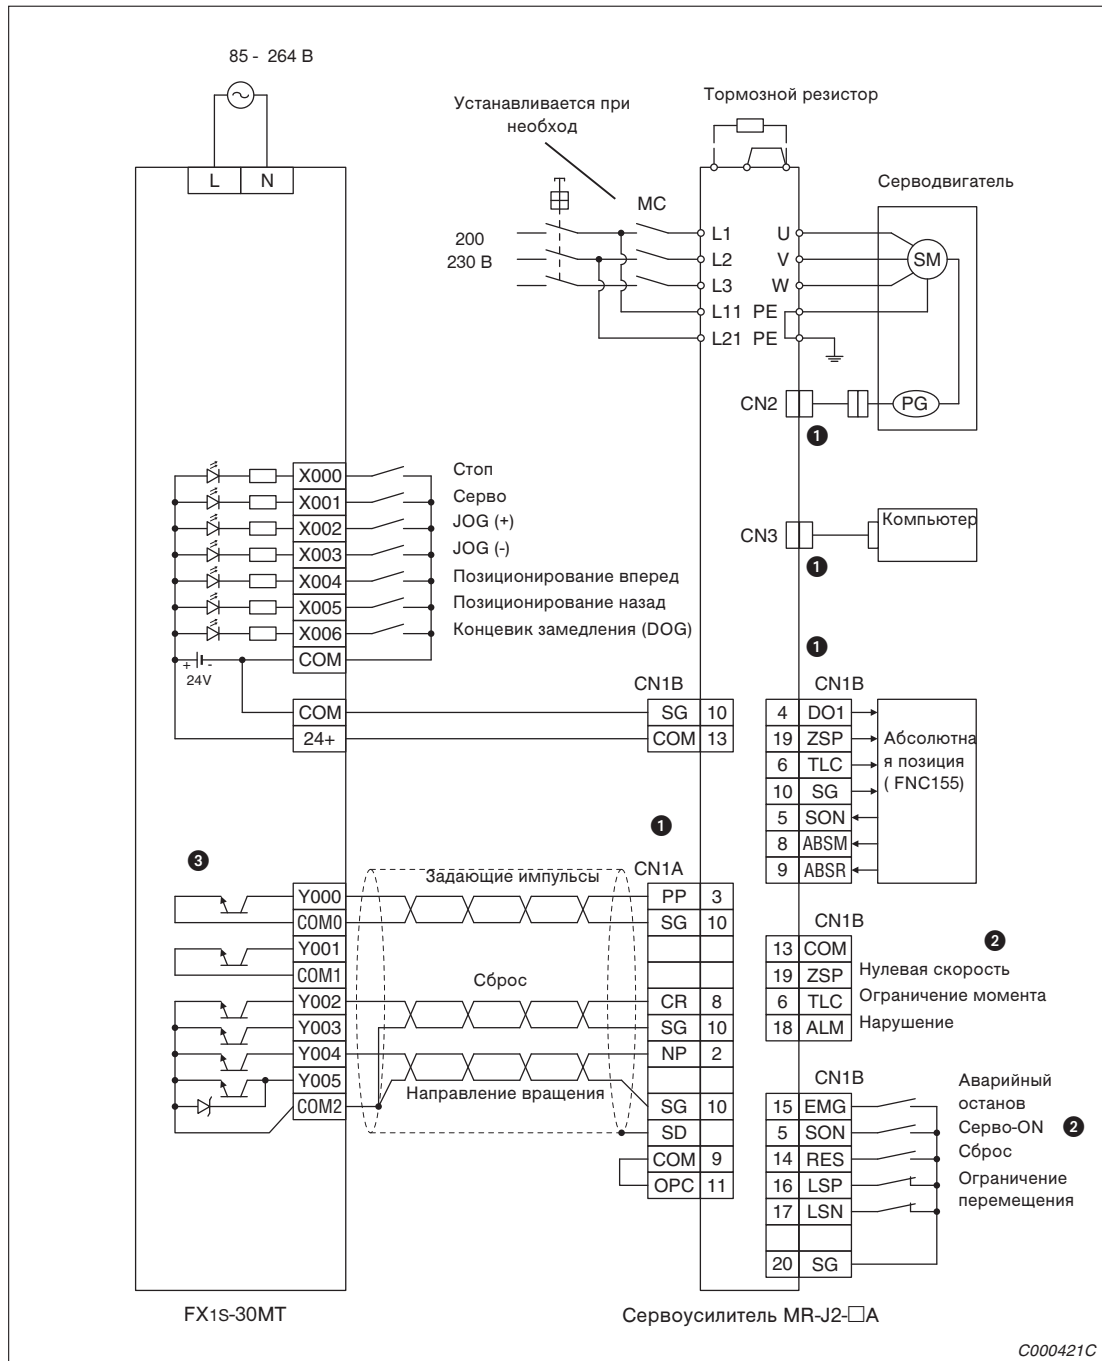 85 - 264 В
L N
Устанавливается при
необход
Тормозной резистор
MC
200
230 В
L1
L2
L3
L11
L21
U
V
W
PE
PE
Серводвигатель
SM
PG
CN2
❶
CN3
❶
Компьютер
X000 Стоп
X001 Серво
X002 JOG (+)
X003 JOG (-)
X004 Позиционирование вперед
X005 Позиционирование назад
X006 Концевик замедления (DOG)
COM
+ -
24V
COM
24+
CN1B
SG 10
COM 13
❶
CN1B
4 DO1
19 ZSP
6 TLC
10 SG
5 SON
8 ABSM
9 ABSR
Абсолютна
я позиция
( FNC155)
❸
Y000
COM0
Y001
COM1
Y002
Y003
Y004
Y005
COM2
Задающие импульсы
Сброс
Направление вращения
❶
CN1A
PP 3
SG 10
CR 8
SG 10
NP 2
SG 10
SD
COM 9
OPC 11
CN1B
❷
13 COM
19 ZSP Нулевая скорость
6 TLC Ограничение момента
18 ALM Нарушение
CN1B
15 EMG
5 SON
14 RES
16 LSP
17 LSN
20 SG
Аварийный
останов
Серво-ON ❷
Сброс
Ограничение
перемещения
FX1S-30MT
Сервоусилитель MR-J2-□A
C000421C